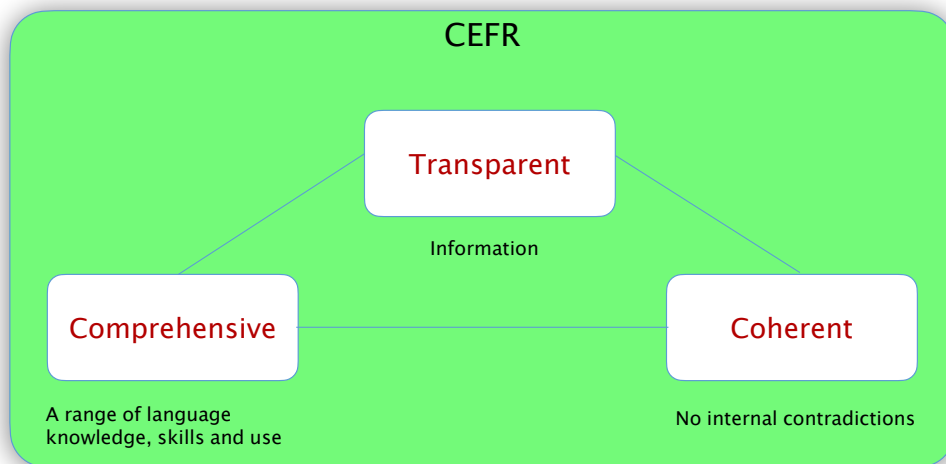 CEFR
Transparent
Information
Comprehensive
Coherent
A range of language
knowledge, skills and use
No internal contradictions